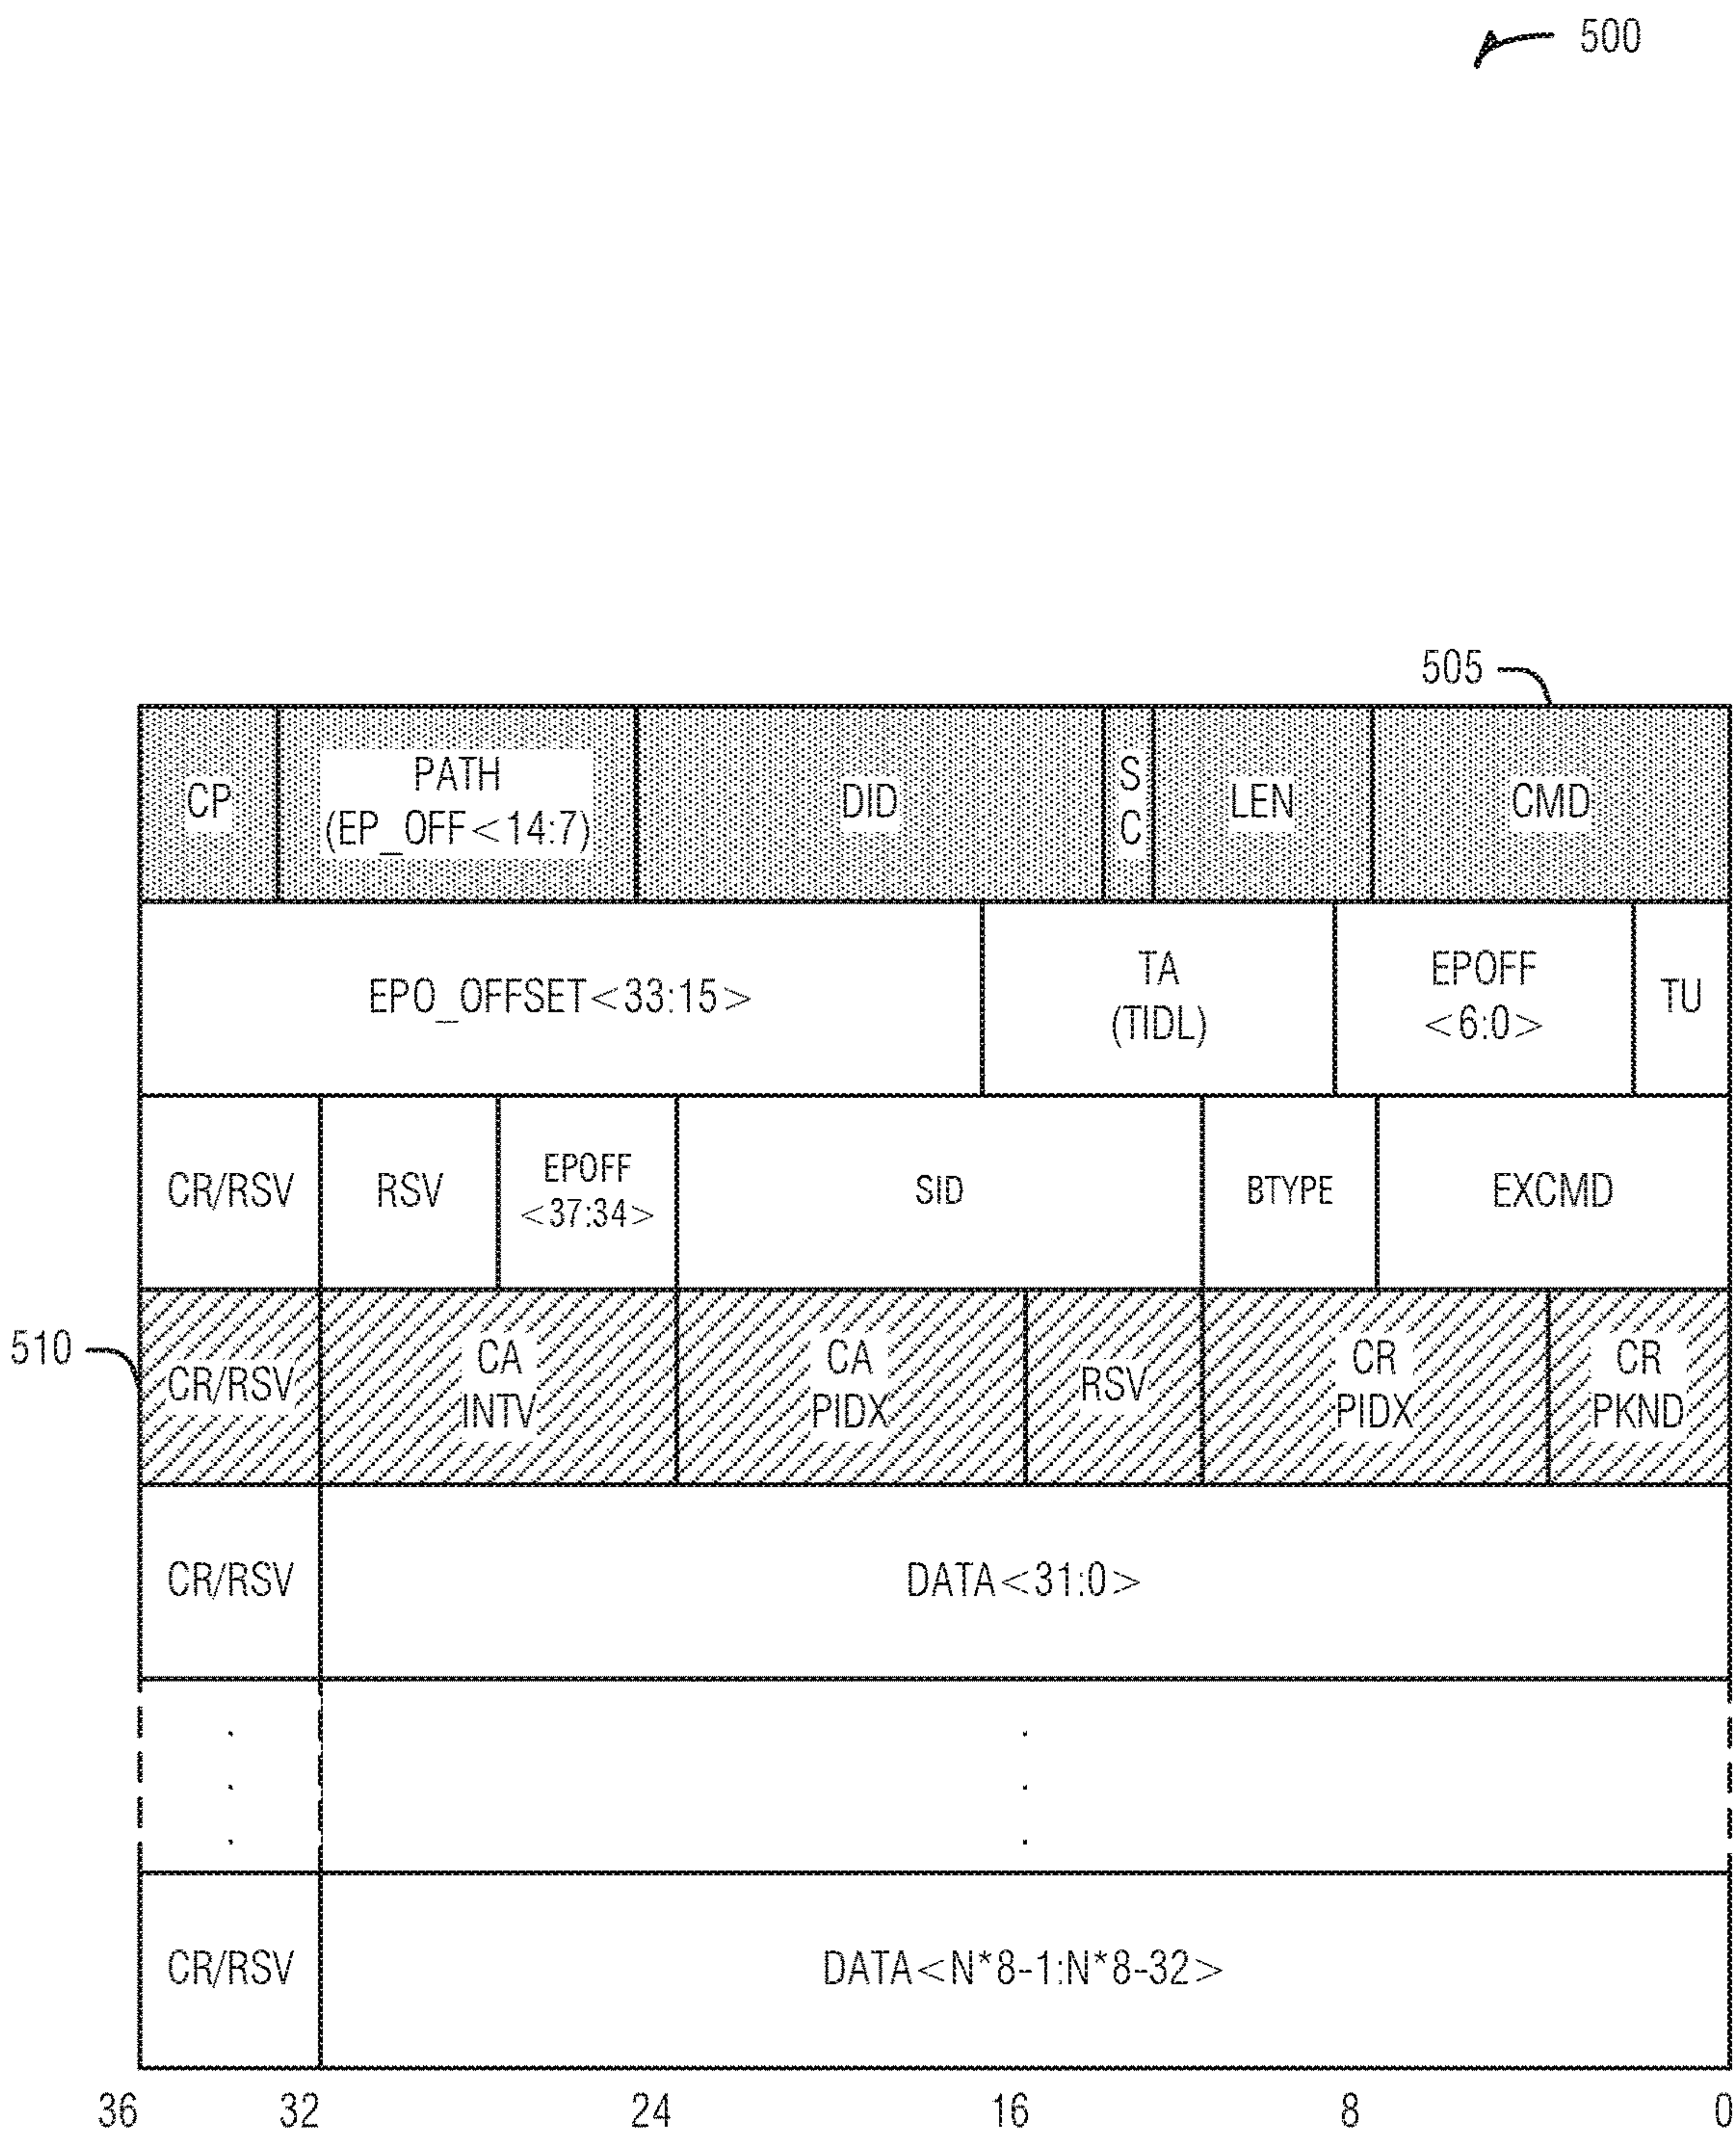 500
505
CP
PATH
(EP_OFF<14:7)
DID
S
C
LEN
CMD
EPO_OFFSET<33:15>
TA
(TIDL)
EPOFF
<6:0>
TU
CR/RSV
RSV
EPOFF
<37:34>
SID
BTYPE
EXCMD
510
CR/RSV
CA
INTV
CA
PIDX
RSV
CR
PIDX
CR
PKND
CR/RSV
DATA<31:0>
CR/RSV
DATA<N*8-1:N*8-32>
36 32 24 16 8 0